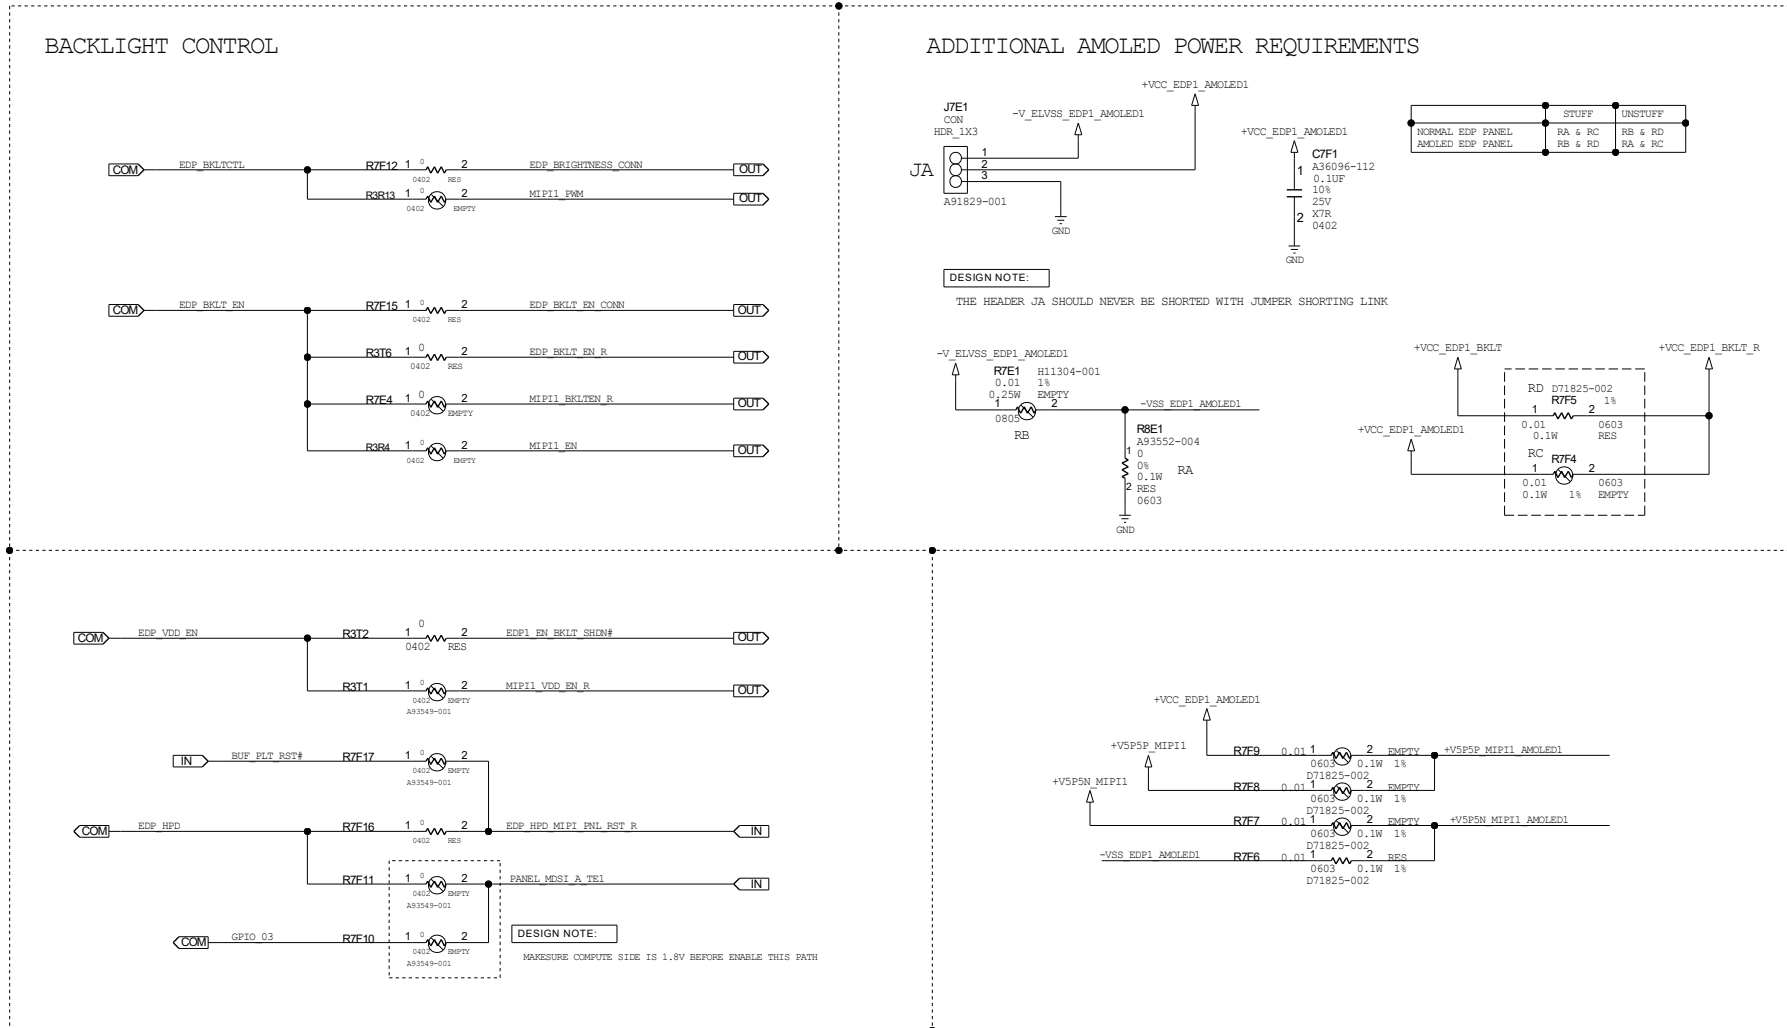 BACKLIGHT CONTROL
COM EDP_BKLTCTL R7F12 1 0 2 EDP_BRIGHTNESS_CONN OUT
0402 RES
R3R13 1 0 2 MIPI1_PWM OUT
0402 EMPTY
COM EDP_BKLT_EN R7F15 1 0 2 EDP_BKLT_EN_CONN OUT
0402 RES
R3T6 1 0 2 EDP_BKLT_EN_R OUT
0402 RES
R7E4 1 0 2 MIPI1_BKLTEN_R OUT
0402 EMPTY
R3R4 1 0 2 MIPI1_EN OUT
0402 EMPTY
ADDITIONAL AMOLED POWER REQUIREMENTS
J7E1
CON
HDR_1X3
JA
1
2
3
A91829-001
-V_ELVSS_EDP1_AMOLED1
+VCC_EDP1_AMOLED1
GND
+VCC_EDP1_AMOLED1
C7F1
1 A36096-112
0.1UF
10%
25V
2 X7R
0402
GND
STUFF UNSTUFF
NORMAL EDP PANEL RA & RC RB & RD
AMOLED EDP PANEL RB & RD RA & RC
DESIGN NOTE:
THE HEADER JA SHOULD NEVER BE SHORTED WITH JUMPER SHORTING LINK
-V_ELVSS_EDP1_AMOLED1
R7E1 H11304-001
0.01 1%
0.25W EMPTY
1 2 -VSS_EDP1_AMOLED1
0805
RB
R8E1
A93552-004
1 0
0%
0.1W RA
2 RES
0603
GND
+VCC_EDP1_BKLT
+VCC_EDP1_BKLT_R
RD D71825-002
R7F5 1%
1 2
0.01 0603
0.1W RES
+VCC_EDP1_AMOLED1
RC R7F4
1 2
0.01 0603
0.1W 1% EMPTY
COM EDP_VDD_EN R3T2 1 0 2 EDP1_EN_BKLT_SHDN# OUT
0402 RES
R3T1 1 0 2 MIPI1_VDD_EN_R OUT
0402 EMPTY
A93549-001
IN BUF_PLT_RST# R7F17 1 0 2
0402 EMPTY
A93549-001
COM EDP_HPD R7F16 1 0 2 EDP_HPD_MIPI_PNL_RST_R IN
0402 RES
R7F11 1 0 2 PANEL_MDSI_A_TE1 IN
0402 EMPTY
A93549-001
COM GPIO_03 R7F10 1 0 2
0402 EMPTY
A93549-001
DESIGN NOTE:
MAKESURE COMPUTE SIDE IS 1.8V BEFORE ENABLE THIS PATH
+VCC_EDP1_AMOLED1
+V5P5P_MIPI1
+V5P5N_MIPI1
R7F9 0.01 1 2 EMPTY +V5P5P_MIPI1_AMOLED1
0603 0.1W 1%
D71825-002
R7F8 0.01 1 2 EMPTY
0603 0.1W 1%
D71825-002
R7F7 0.01 1 2 EMPTY +V5P5N_MIPI1_AMOLED1
0603 0.1W 1%
D71825-002
-VSS_EDP1_AMOLED1 R7F6 0.01 1 2 RES
0603 0.1W 1%
D71825-002